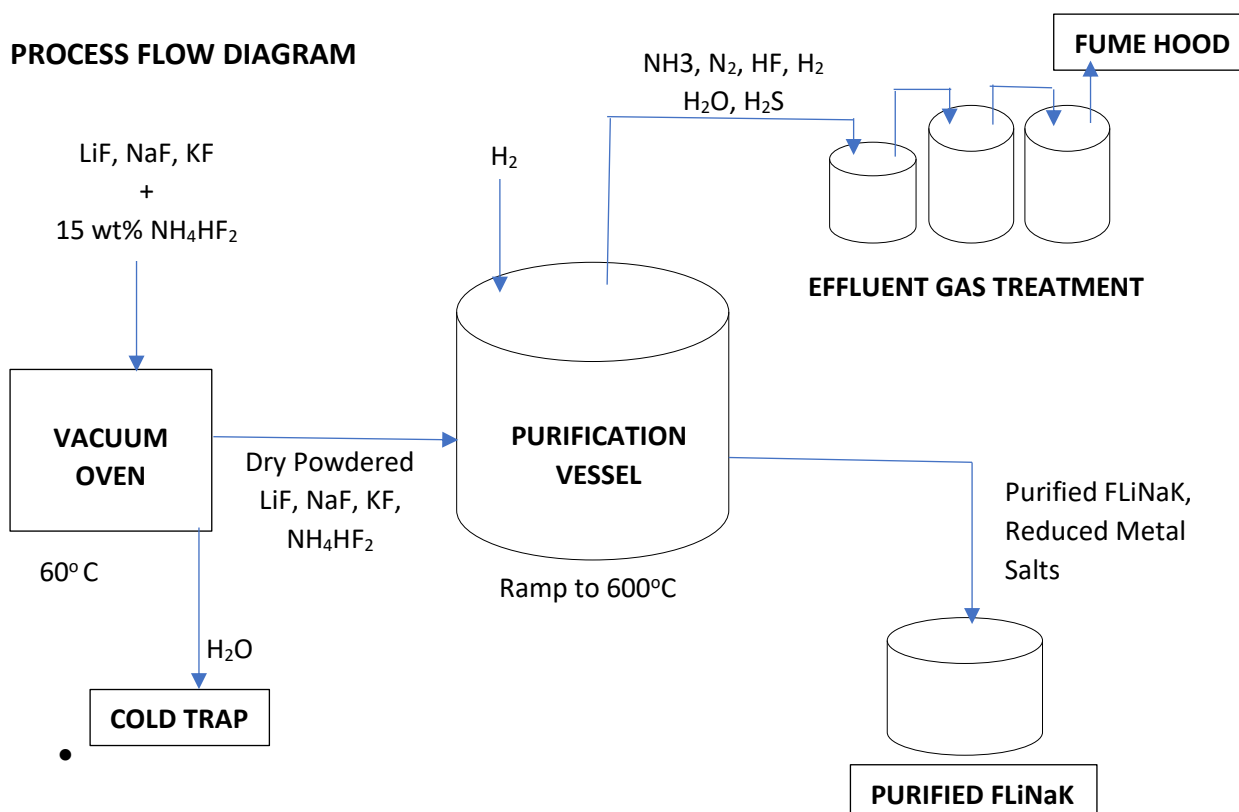 PROCESS FLOW DIAGRAM
FUME HOOD
NH3, N₂, HF, H₂
H₂O, H₂S
LiF, NaF, KF
+
15 wt% NH₄HF₂
H₂
EFFLUENT GAS TREATMENT
VACUUM
OVEN
Dry Powdered
LiF, NaF, KF,
NH₄HF₂
PURIFICATION
VESSEL
Purified FLiNaK,
Reduced Metal
Salts
60° C
Ramp to 600°C
H₂O
COLD TRAP
•
PURIFIED FLiNaK